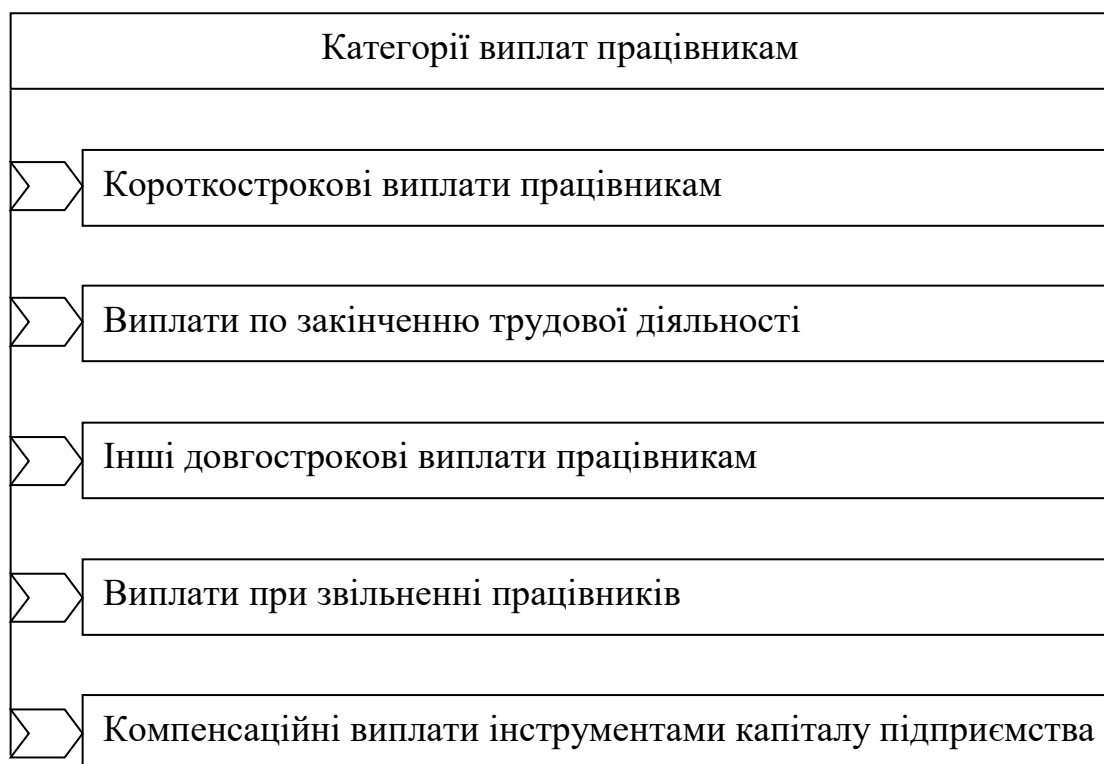 Категорії виплат працівникам
Короткострокові виплати працівникам
Виплати по закінченню трудової діяльності
Інші довгострокові виплати працівникам
Виплати при звільненні працівників
Компенсаційні виплати інструментами капіталу підприємства